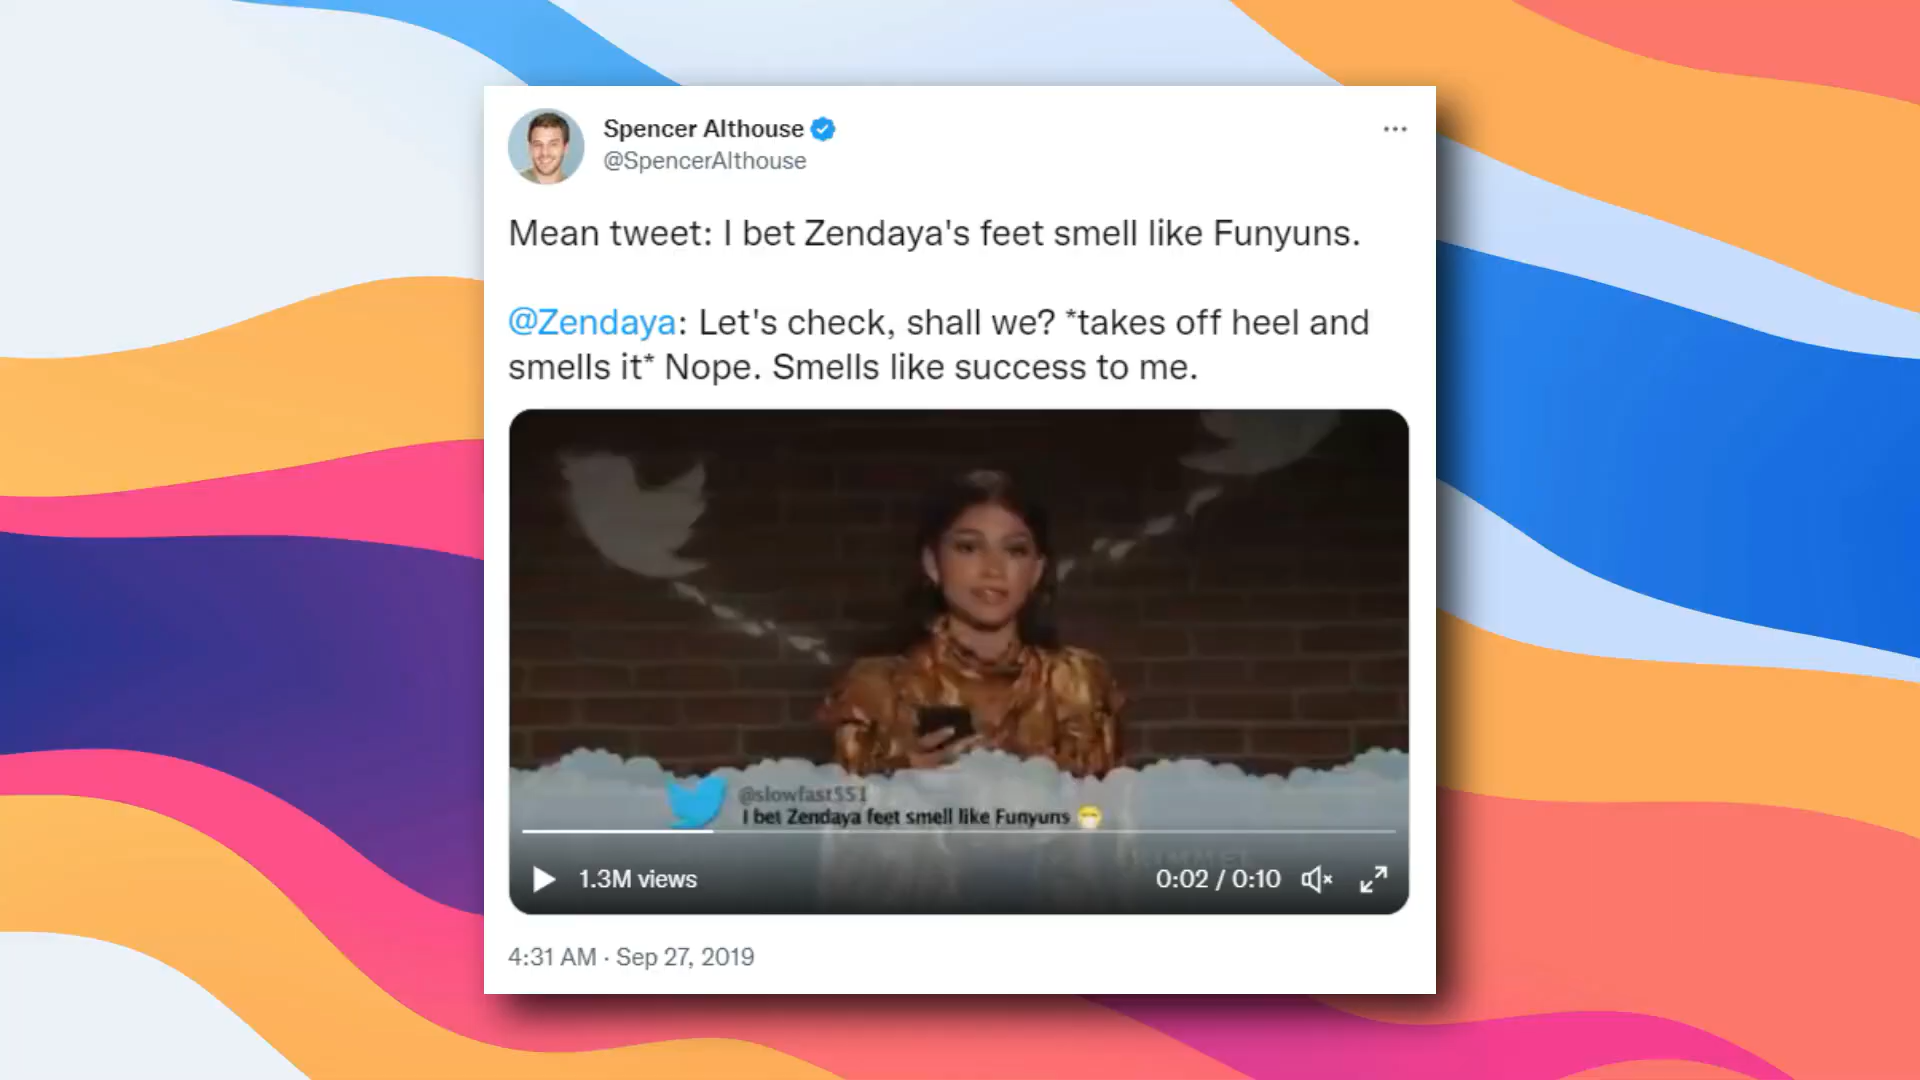 Spencer Althouse
@SpencerAlthouse
Mean tweet: I bet Zendaya's feet smell like Funyuns.
@Zendaya: Let's check, shall we? *takes off heel and
smells it* Nope. Smells like success to me.
@slowfast551
I bet Zendaya feet smell like Funyuns
KIMMEL
1.3M views
0:02 / 0:10
4:31 AM · Sep 27, 2019